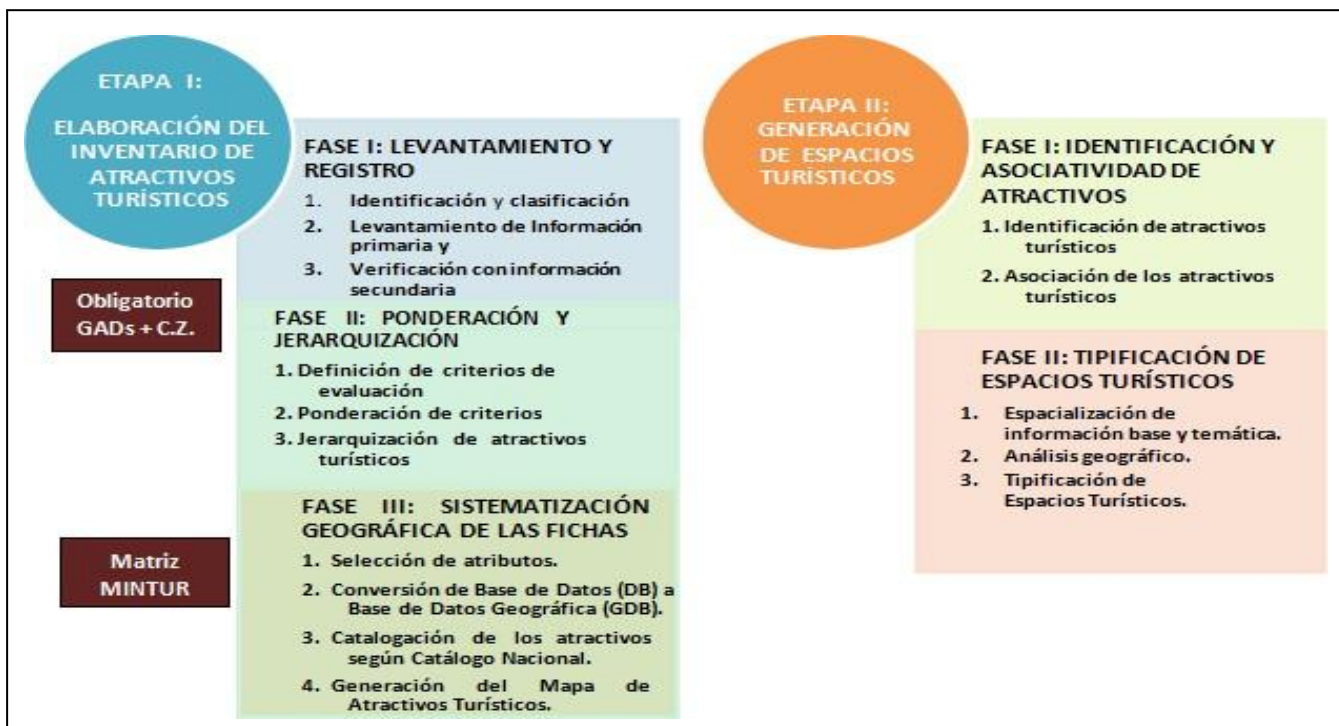 ETAPA I:
ELABORACIÓN DEL
INVENTARIO DE
ATRACTIVOS
TURÍSTICOS
Obligatorio
GADs + C.Z.
Matriz
MINTUR
FASE I: LEVANTAMIENTO Y
REGISTRO
1. Identificación y clasificación
2. Levantamiento de Información
primaria y
3. Verificación con información
secundaria
FASE II: PONDERACIÓN Y
JERARQUIZACIÓN
1. Definición de criterios de
evaluación
2. Ponderación de criterios
3. Jerarquización de atractivos
turísticos
FASE III: SISTEMATIZACIÓN
GEOGRÁFICA DE LAS FICHAS
1. Selección de atributos.
2. Conversión de Base de Datos (DB) a
Base de Datos Geográfica (GDB).
3. Catalogación de los atractivos
según Catálogo Nacional.
4. Generación del Mapa de
Atractivos Turísticos.
ETAPA II:
GENERACIÓN
DE ESPACIOS
TURÍSTICOS
FASE I: IDENTIFICACIÓN Y
ASOCIATIVIDAD DE
ATRACTIVOS
1. Identificación de atractivos
turísticos
2. Asociación de los atractivos
turísticos
FASE II: TIPIFICACIÓN DE
ESPACIOS TURÍSTICOS
1. Espacialización de
información base y temática.
2. Análisis geográfico.
3. Tipificación de
Espacios Turísticos.